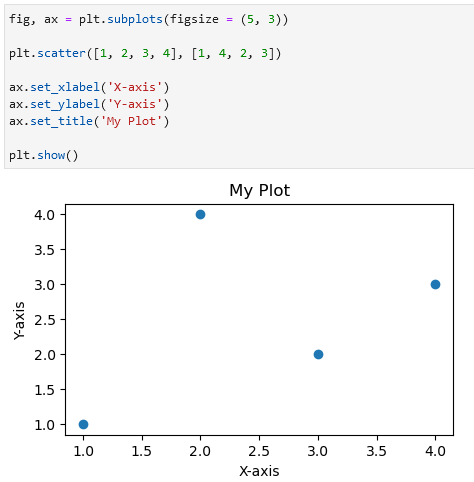 fig, ax = plt.subplots(figsize = (5, 3))
plt.scatter([1, 2, 3, 4], [1, 4, 2, 3])
ax.set_xlabel('X-axis')
ax.set_ylabel('Y-axis')
ax.set_title('My Plot')
plt.show()
My Plot
4.0
3.5
3.0
2.5
2.0
1.5
1.0
Y-axis
1.0 1.5 2.0 2.5 3.0 3.5 4.0
X-axis